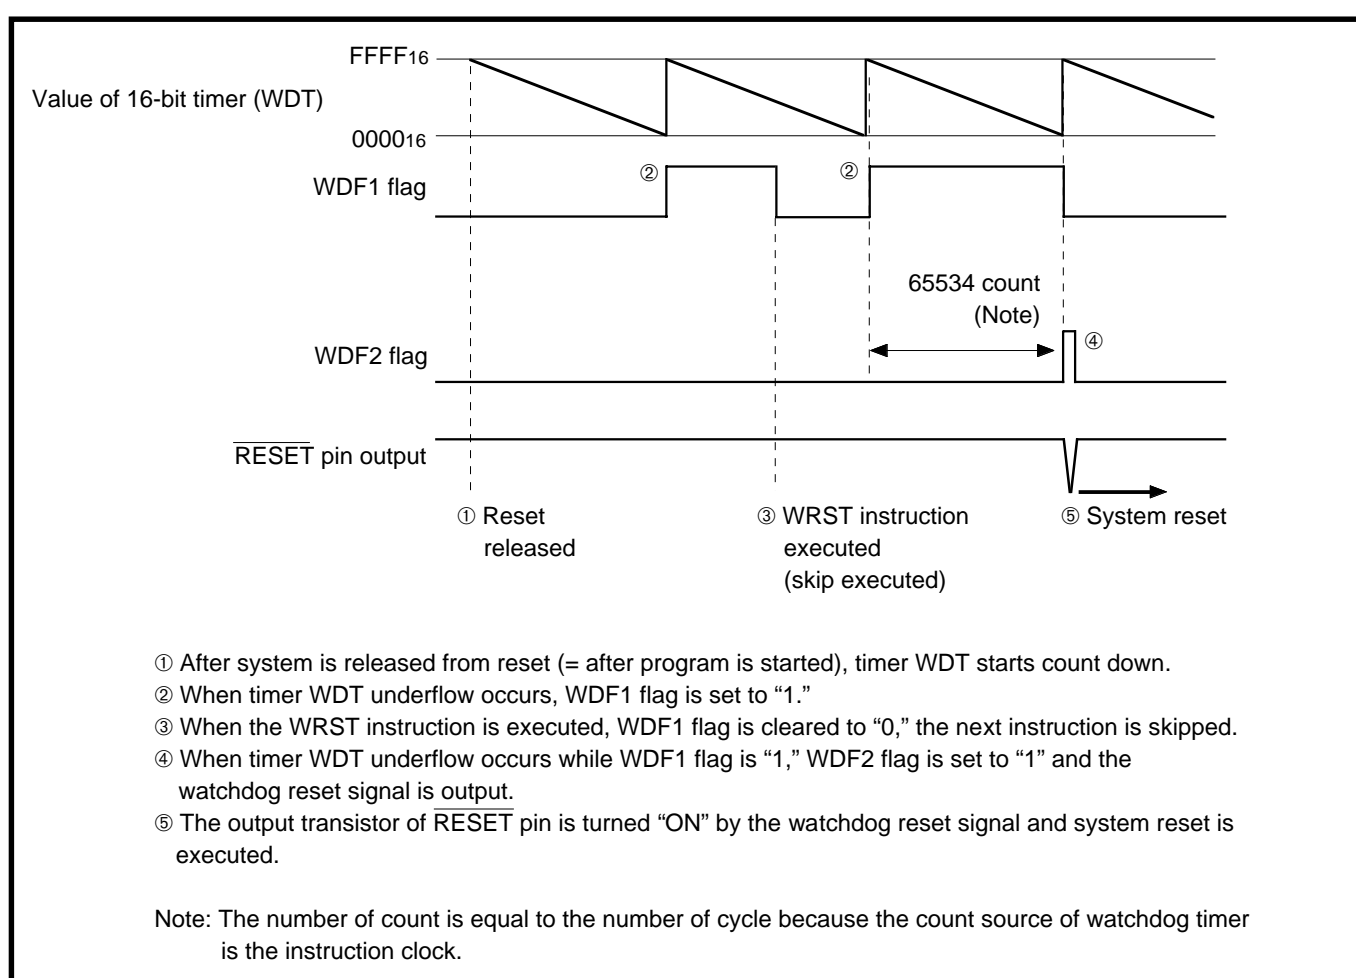 FFFF16
Value of 16-bit timer (WDT)
000016
② ②
WDF1 flag
65534 count
(Note)
④
WDF2 flag
RESET pin output
① Reset
released
③ WRST instruction
executed
(skip executed)
⑤ System reset
① After system is released from reset (= after program is started), timer WDT starts count down.
② When timer WDT underflow occurs, WDF1 flag is set to “1.”
③ When the WRST instruction is executed, WDF1 flag is cleared to “0,” the next instruction is skipped.
④ When timer WDT underflow occurs while WDF1 flag is “1,” WDF2 flag is set to “1” and the
watchdog reset signal is output.
⑤ The output transistor of RESET pin is turned “ON” by the watchdog reset signal and system reset is
executed.
Note: The number of count is equal to the number of cycle because the count source of watchdog timer
is the instruction clock.